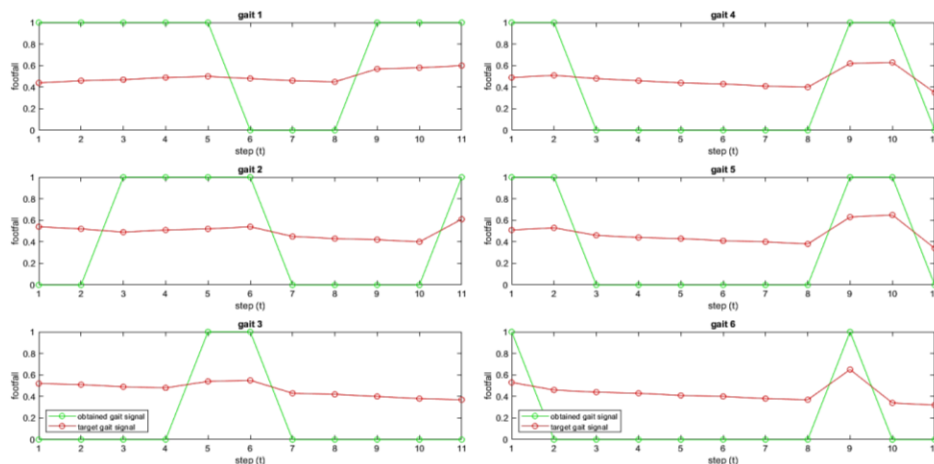 gait 1
1
0.8
0.6
0.4
0.2
0
footfall
1 2 3 4 5 6 7 8 9 10 11
step (t)
gait 2
1
0.8
0.6
0.4
0.2
0
footfall
1 2 3 4 5 6 7 8 9 10 11
step (t)
gait 3
1
0.8
0.6
0.4
0.2
0
footfall
obtained gait signal
target gait signal
1 2 3 4 5 6 7 8 9 10 11
step (t)
gait 4
1
0.8
0.6
0.4
0.2
0
footfall
1 2 3 4 5 6 7 8 9 10 11
step (t)
gait 5
1
0.8
0.6
0.4
0.2
0
footfall
1 2 3 4 5 6 7 8 9 10 11
step (t)
gait 6
1
0.8
0.6
0.4
0.2
0
footfall
obtained gait signal
target gait signal
1 2 3 4 5 6 7 8 9 10 11
step (t)